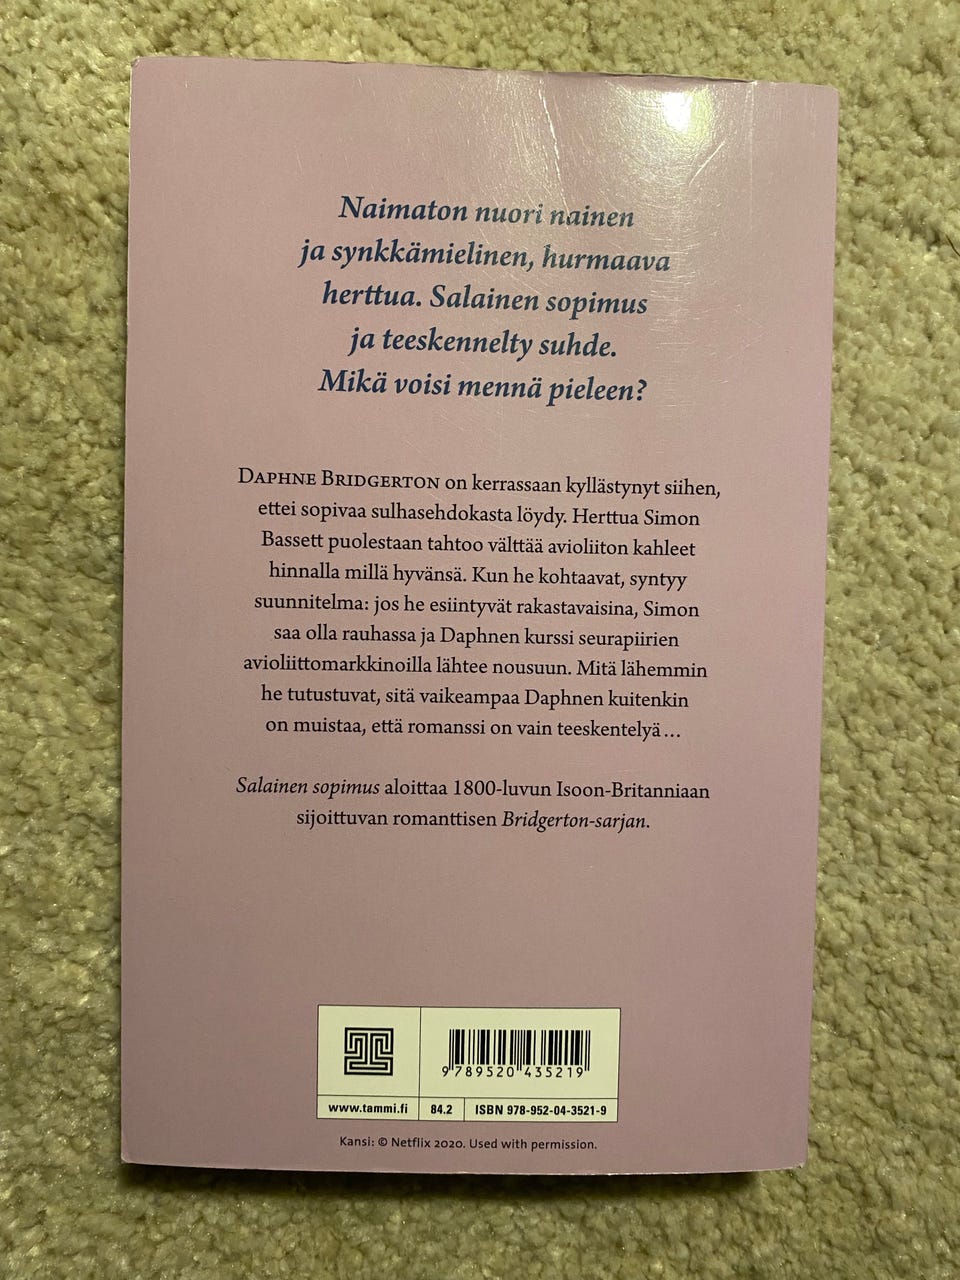 Naimaton nuori nainen
ja synkkämielinen, hurmaava
herttua. Salainen sopimus
ja teeskennelty suhde.
Mikä voisi mennä pieleen?
DAPHNE BRIDGERTON on kerrassaan kyllästynyt siihen,
ettei sopivaa sulhasehdokasta löydy. Herttua Simon
Bassett puolestaan tahtoo välttää avioliiton kahleet
hinnalla millä hyvänsä. Kun he kohtaavat, syntyy
suunnitelma: jos he esiintyvät rakastavaisina, Simon
saa olla rauhassa ja Daphnen kurssi seurapiirien
avioliittomarkkinoilla lähtee nousuun. Mitä lähemmin
he tutustuvat, sitä vaikeampaa Daphnen kuitenkin
on muistaa, että romanssi on vain teeskentelyä...
Salainen sopimus aloittaa 1800-luvun Isoon-Britanniaan
sijoittuvan romanttisen Bridgerton-sarjan.
9 789520 435219
www.tammi.fi 84.2 ISBN 978-952-04-3521-9
Kansi: © Netflix 2020. Used with permission.